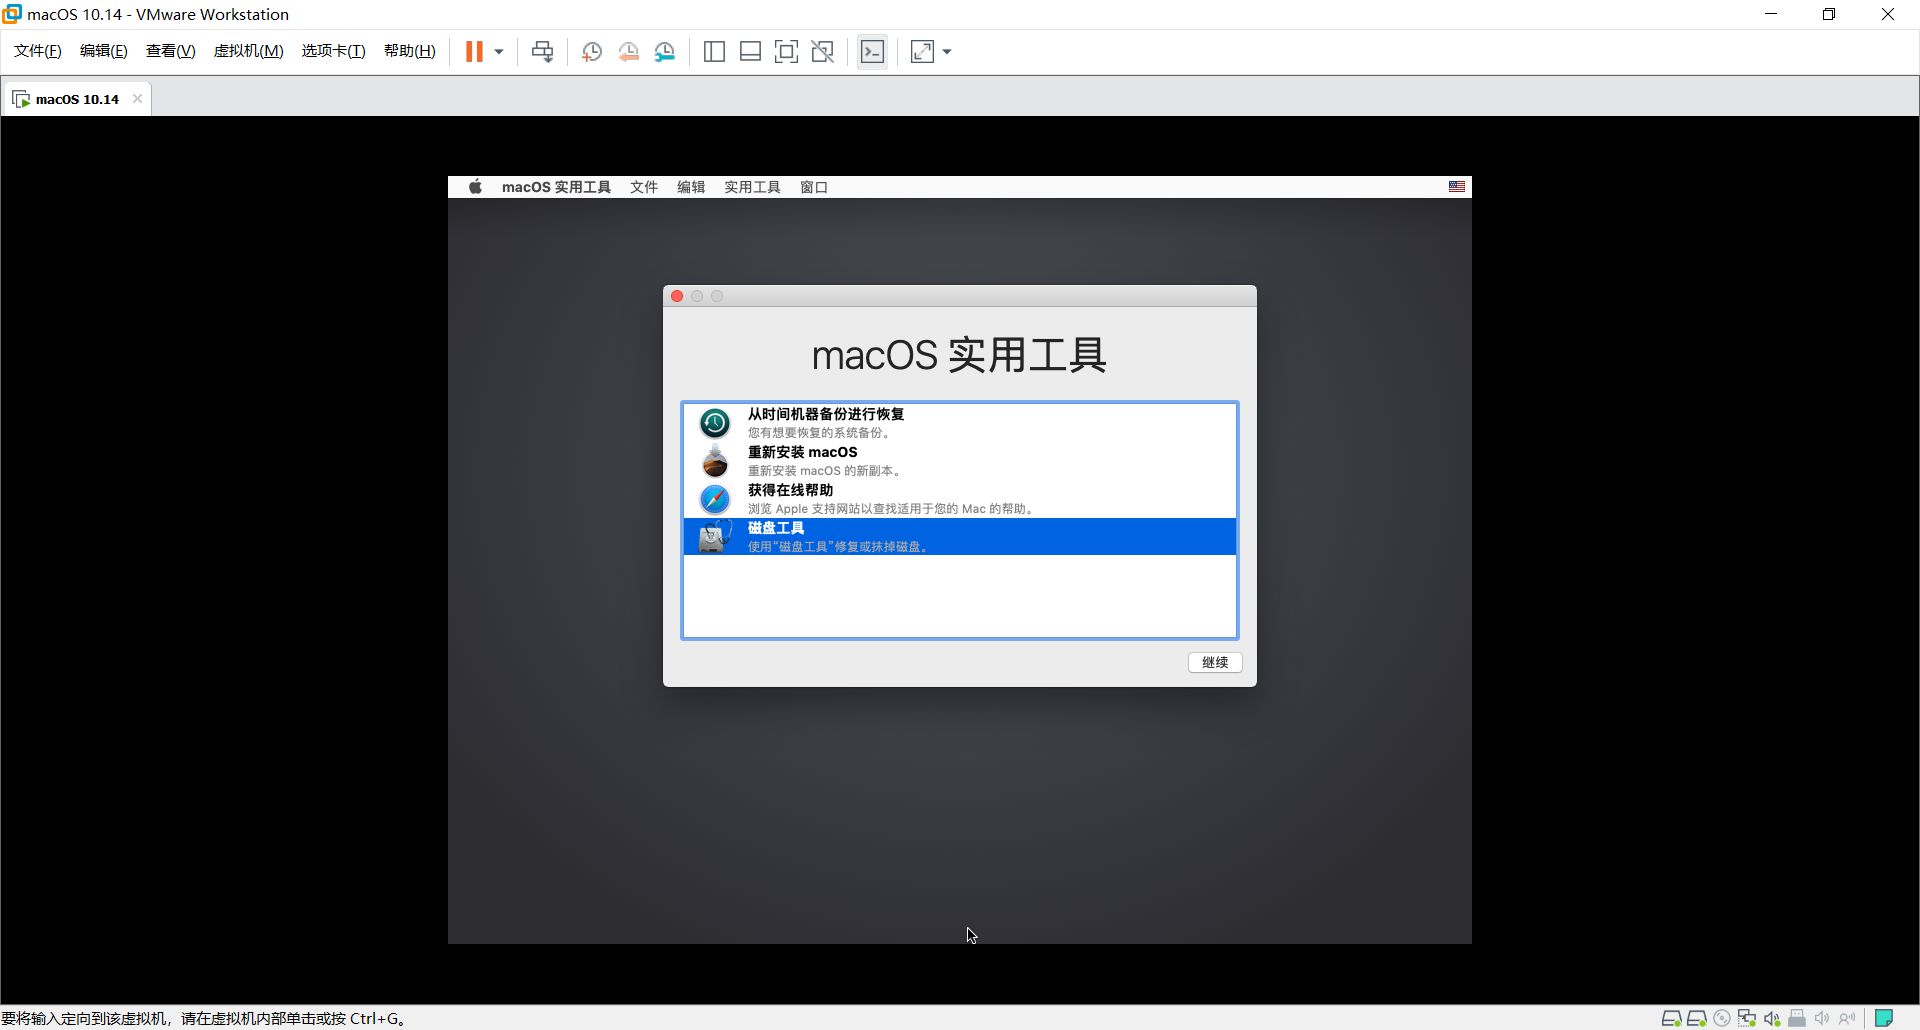 macOS 10.14 - VMware Workstation
文件(F) 编辑(E) 查看(V) 虚拟机(M) 选项卡(T) 帮助(H)
macOS 10.14
macOS 实用工具 文件 编辑 实用工具 窗口
macOS 实用工具
从时间机器备份进行恢复
您有想要恢复的系统备份。
重新安装 macOS
重新安装 macOS 的新副本。
获得在线帮助
浏览 Apple 支持网站以查找适用于您的 Mac 的帮助。
磁盘工具
使用“磁盘工具”修复或抹掉磁盘。
继续
要将输入定向到该虚拟机，请在虚拟机内部单击或按 Ctrl+G。